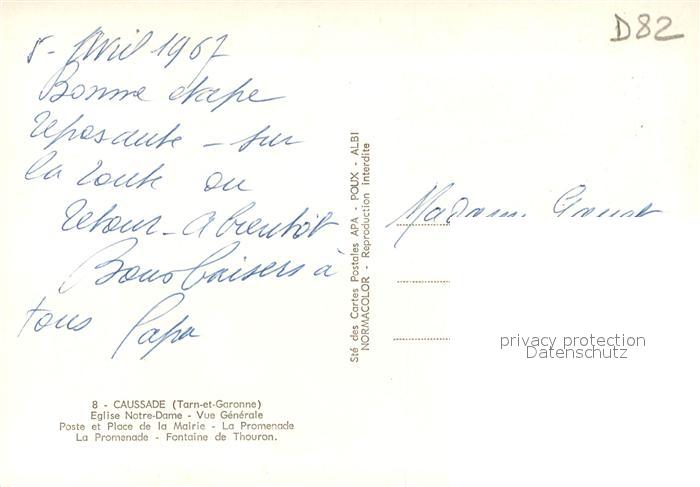 D82
8 - Avril 1967
Bonne étape
reposante - sur
la route du
retour - A bientôt
Bons baisers à
tous Papa
Madame
Sté des Cartes Postales APA - POUX - ALBI
NORMACOLOR - Reproduction interdite
privacy protection
Datenschutz
8 - CAUSSADE (Tarn-et-Garonne)
Eglise Notre-Dame - Vue Générale
Poste et Place de la Mairie - La Promenade
La Promenade - Fontaine de Thouron.